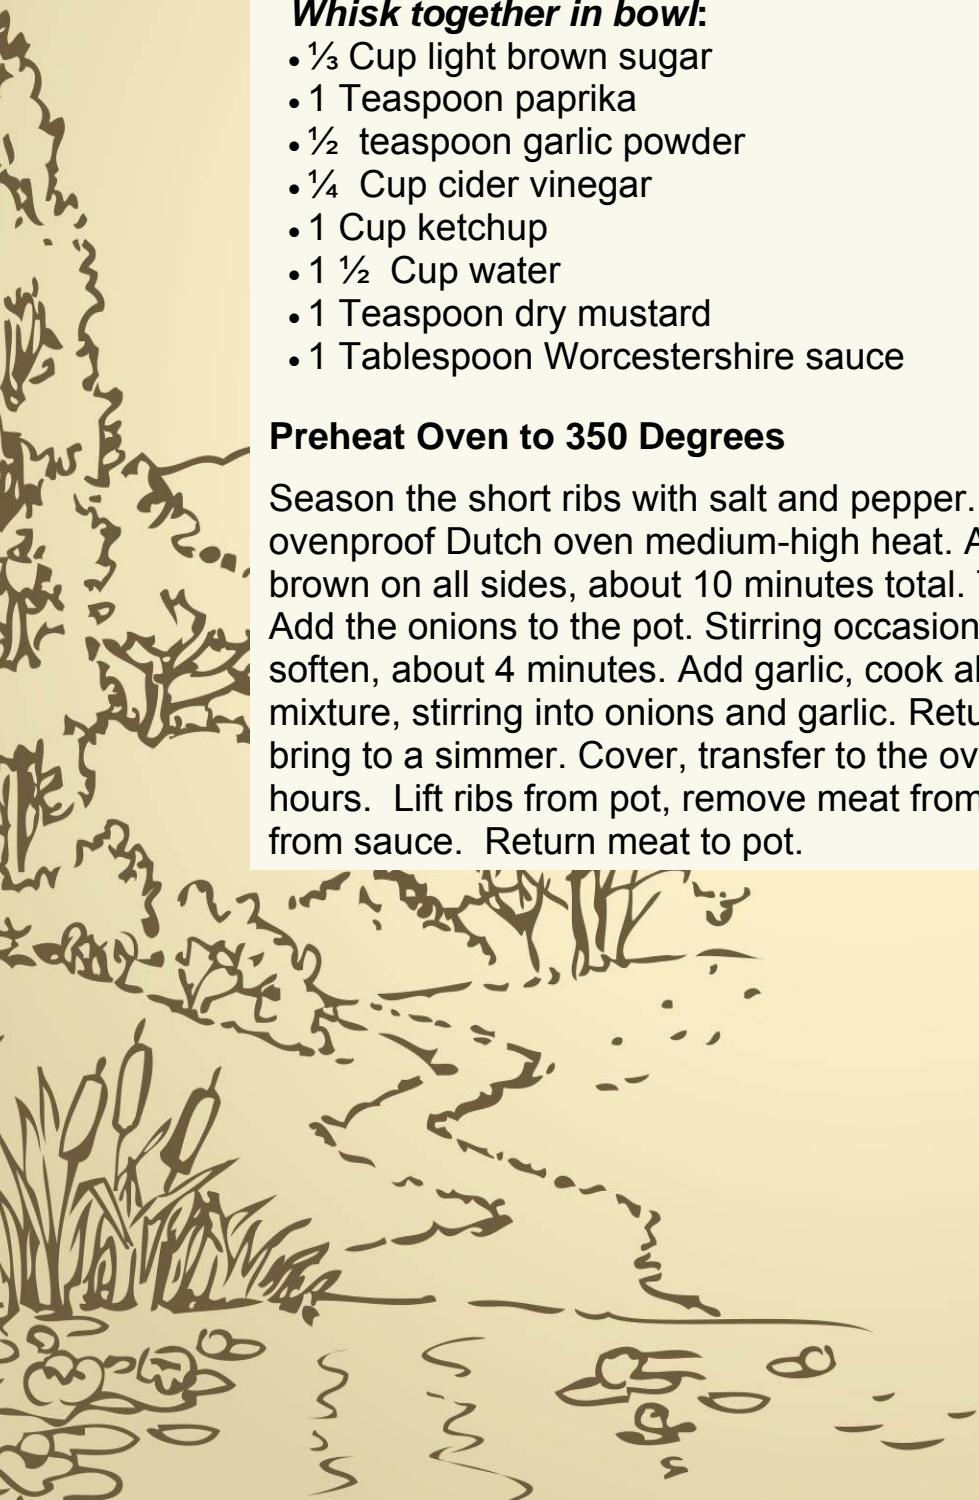 Whisk together in bowl:
• ⅓ Cup light brown sugar
• 1 Teaspoon paprika
• ½ teaspoon garlic powder
• ¼ Cup cider vinegar
• 1 Cup ketchup
• 1 ½ Cup water
• 1 Teaspoon dry mustard
• 1 Tablespoon Worcestershire sauce
Preheat Oven to 350 Degrees
Season the short ribs with salt and pepper.
ovenproof Dutch oven medium-high heat.
brown on all sides, about 10 minutes total.
Add the onions to the pot. Stirring
soften, about 4 minutes. Add garlic, cook
mixture, stirring into onions and garlic.
bring to a simmer. Cover, transfer to the
hours. Lift ribs from pot, remove meat from
from sauce. Return meat to pot.